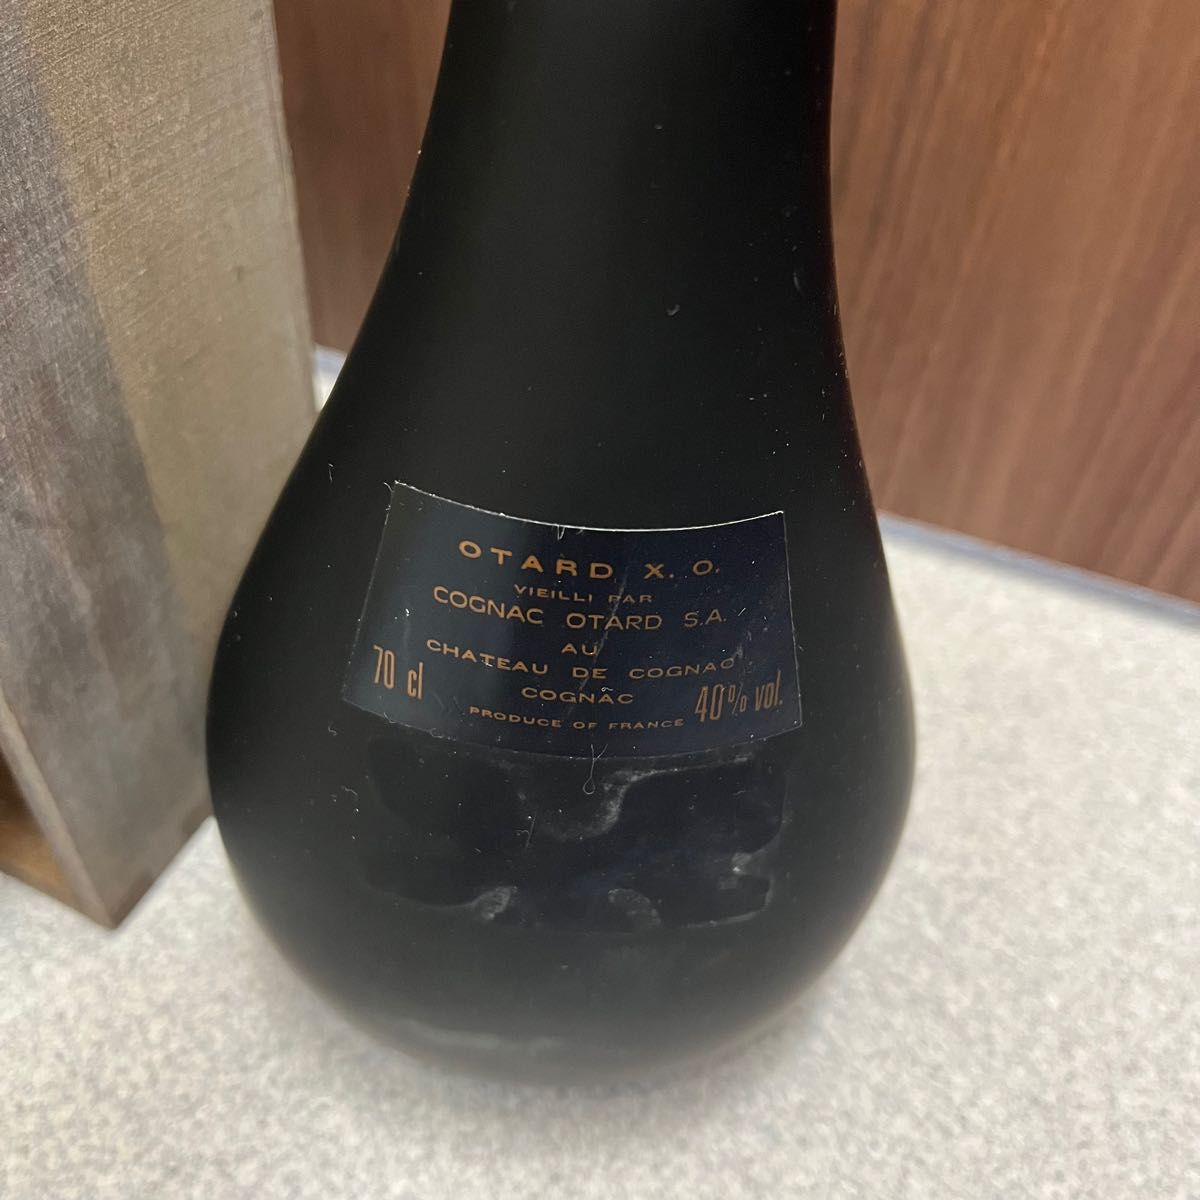 OTARD X. O.
VIEILLI PAR
COGNAC OTARD S.A.
AU
CHATEAU DE COGNAC
COGNAC
70 cl
40% vol.
PRODUCE OF FRANCE